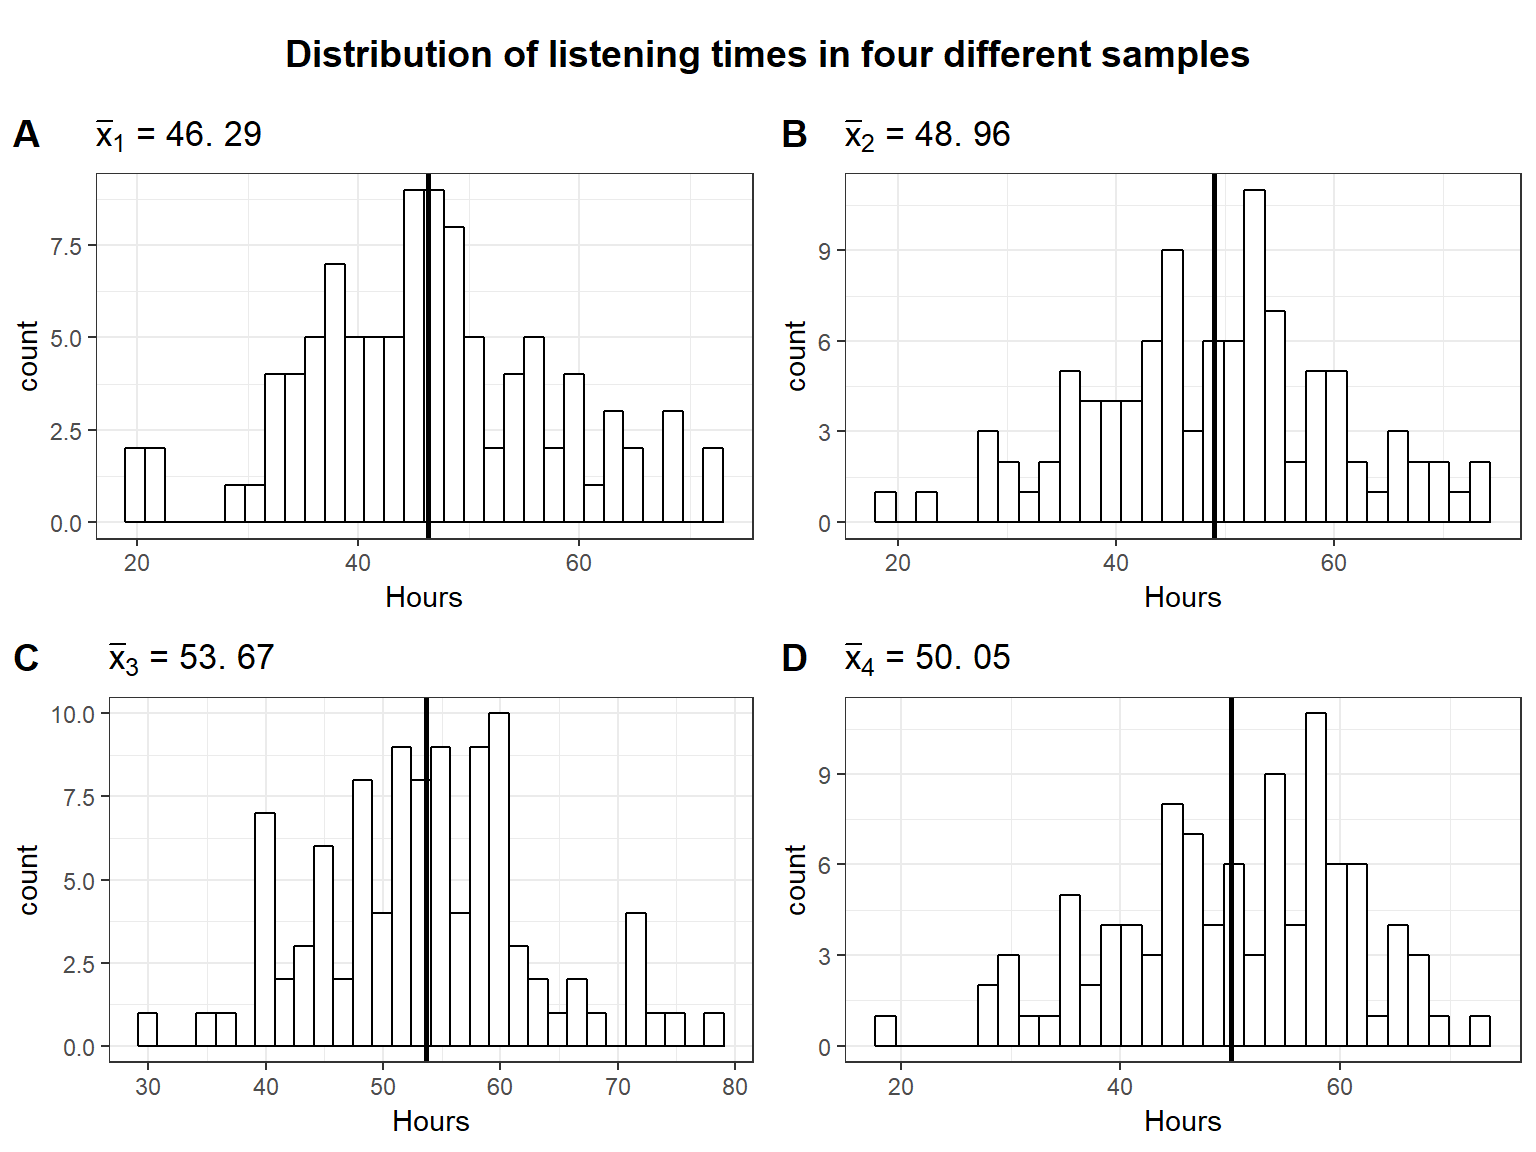 Distribution of listening times in four different samples
A x̅₁ = 46. 29
7.5
5.0
2.5
0.0
count
20 40 60
Hours
B x̅₂ = 48. 96
9
6
3
0
count
20 40 60
Hours
C x̅₃ = 53. 67
10.0
7.5
5.0
2.5
0.0
count
30 40 50 60 70 80
Hours
D x̅₄ = 50. 05
9
6
3
0
count
20 40 60
Hours